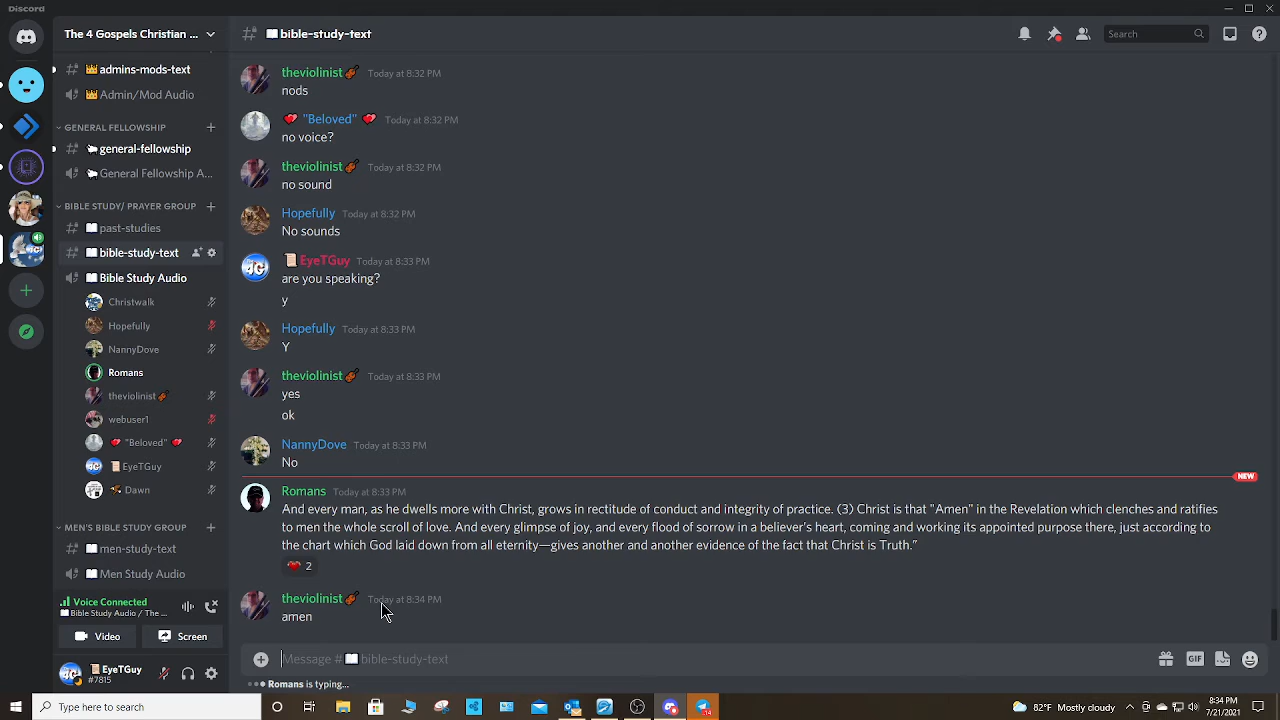 Discord
The 4 Gospels Christian ...
bible-study-text
Search
admins-mods-text
Admin/Mod Audio
GENERAL FELLOWSHIP
general-fellowship
General Fellowship A...
BIBLE STUDY/ PRAYER GROUP
past-studies
bible-study-text
Bible Study Audio
Christwalk
Hopefully
NannyDove
Romans
theviolinist
webuser1
"Beloved"
EyeTGuy
Dawn
MEN'S BIBLE STUDY GROUP
men-study-text
Men Study Audio
Voice Connected
Bible Study Audio / The ...
Video
Screen
EyeTGuy
#7815
theviolinist Today at 8:32 PM
nods
"Beloved" Today at 8:32 PM
no voice?
theviolinist Today at 8:32 PM
no sound
Hopefully Today at 8:32 PM
No sounds
EyeTGuy Today at 8:33 PM
are you speaking?
y
Hopefully Today at 8:33 PM
Y
theviolinist Today at 8:33 PM
yes
ok
NannyDove Today at 8:33 PM
No
NEW
Romans Today at 8:33 PM
And every man, as he dwells more with Christ, grows in rectitude of conduct and integrity of practice. (3) Christ is that "Amen" in the Revelation which clenches and ratifies
to men the whole scroll of love. And every glimpse of joy, and every flood of sorrow in a believer's heart, coming and working its appointed purpose there, just according to
the chart which God laid down from all eternity—gives another and another evidence of the fact that Christ is Truth.”
2
theviolinist Today at 8:34 PM
amen
Message # bible-study-text
GIF
Romans is typing...
Type here to search
14
87°F Mostly cloudy
8:34 PM
7/21/2021